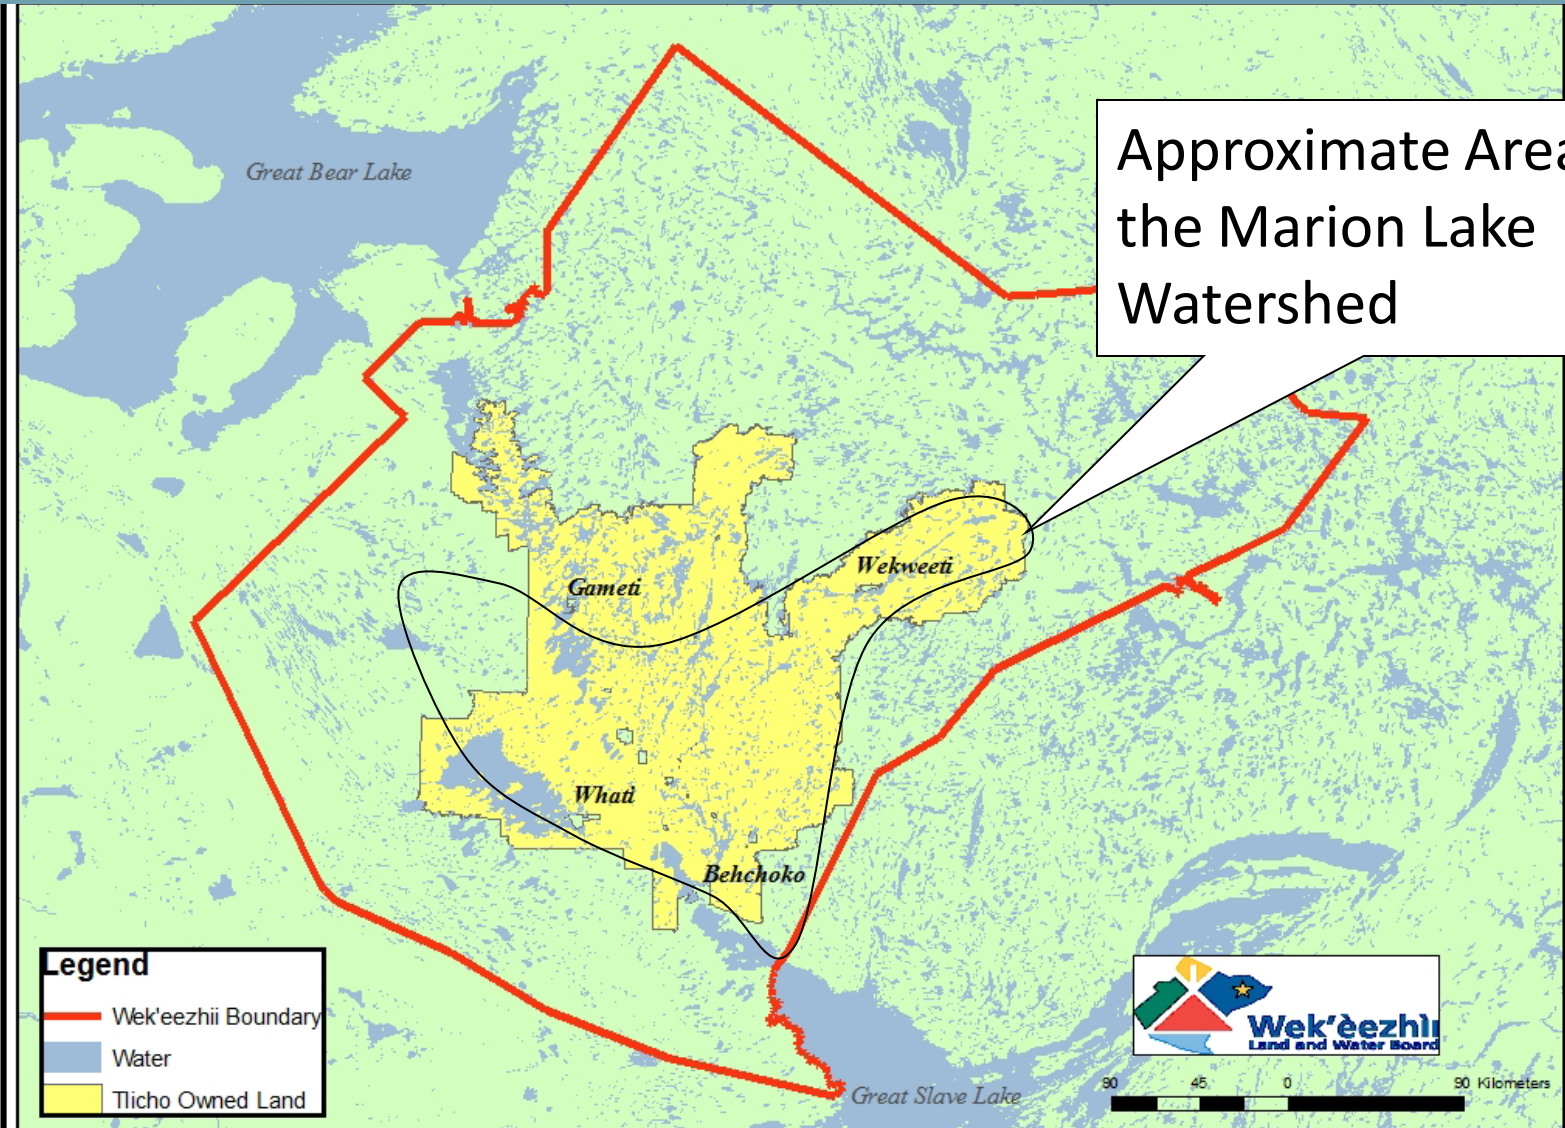 Great Bear Lake
Approximate Area
the Marion Lake
Watershed
Gameti
Wekweeti
Whati
Behchoko
Great Slave Lake
Legend
Wek'eezhii Boundary
Water
Tlicho Owned Land
Wek'èezhìı
Land and Water Board
90 45 0 90 Kilometers